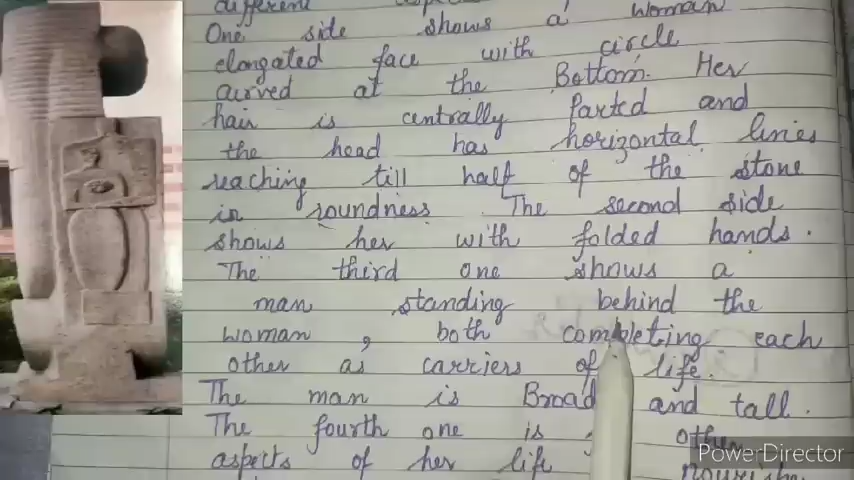 different
One side shows a woman
elongated face with circle
curved at the Bottom. Her
hair is centrally Parted and
the head has horizontal lines
reaching till half of the stone
in roundness. The second side
shows her with folded hands.
The third one shows a
man standing behind the
woman, both completing each
other as carriers of life.
The man is Broad and tall.
The fourth one is other
aspects of her life
Power Director